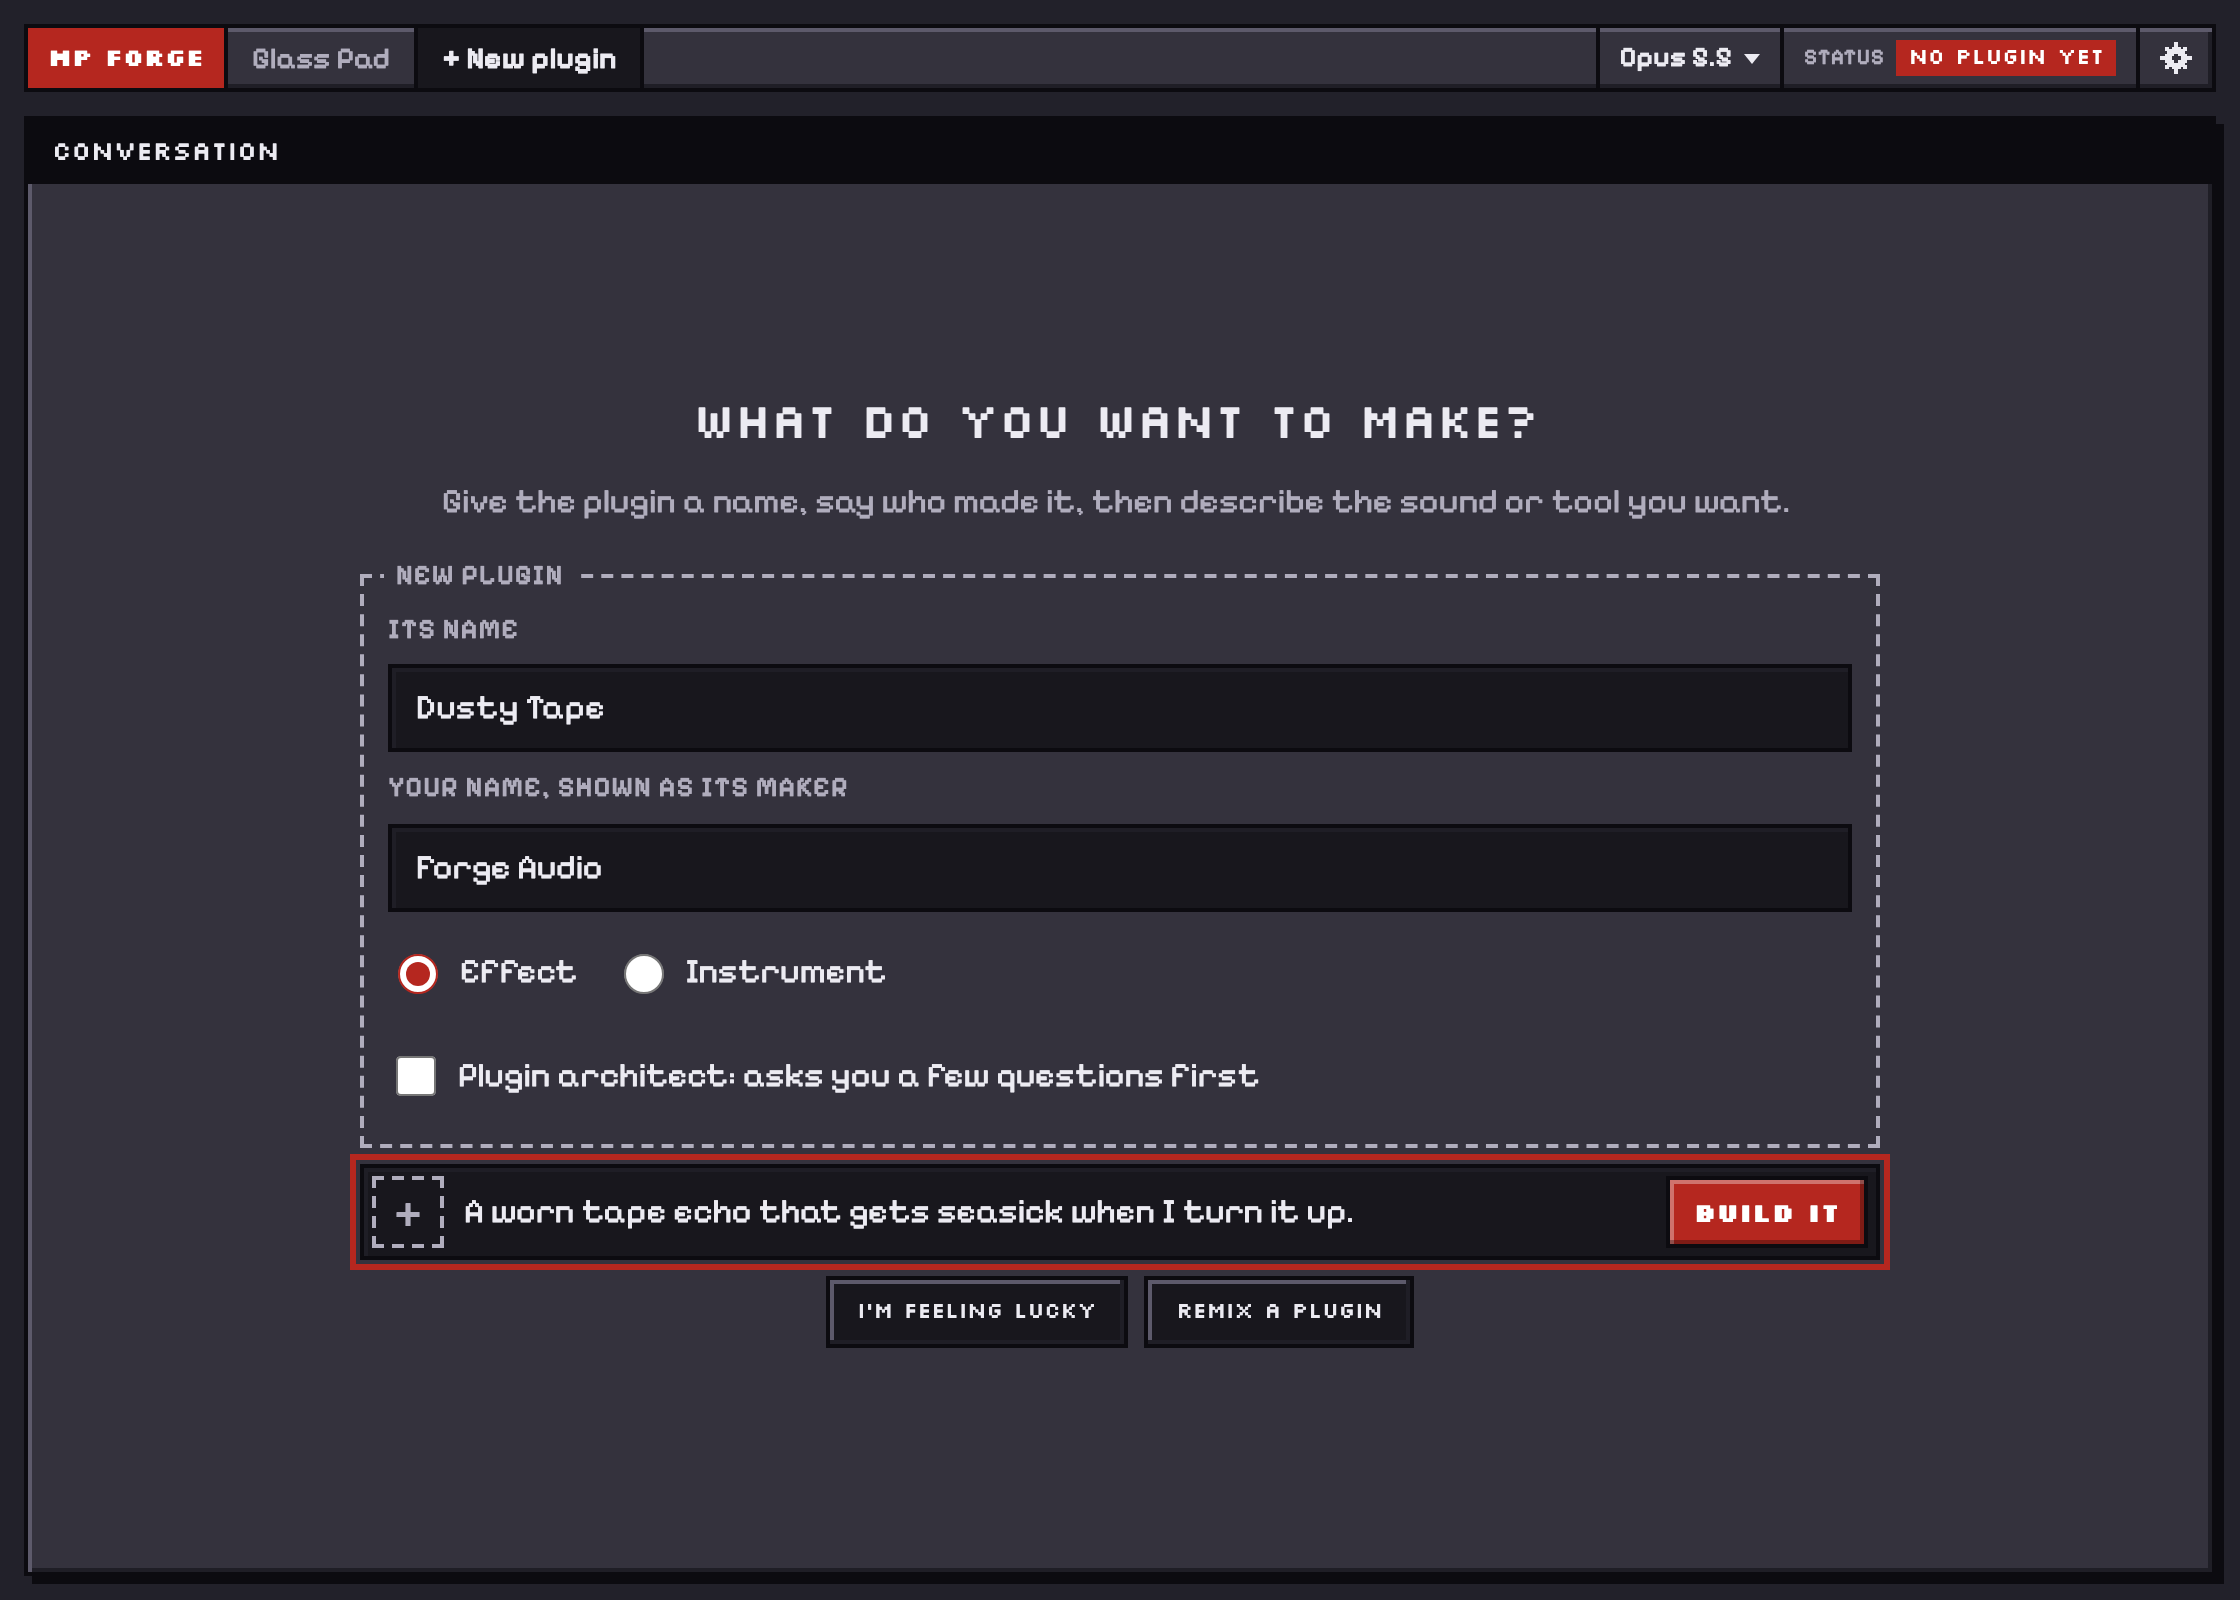 MP FORGE
Glass Pad
+ New plugin
Opus S.S
STATUS
NO PLUGIN YET
CONVERSATION
WHAT DO YOU WANT TO MAKE?
Give the plugin a name, say who made it, then describe the sound or tool you want.
NEW PLUGIN
ITS NAME
Dusty Tape
YOUR NAME, SHOWN AS ITS MAKER
Forge Audio
Effect
Instrument
Plugin architect: asks you a few questions first
+ A worn tape echo that gets seasick when I turn it up.
BUILD IT
I'M FEELING LUCKY
REMIX A PLUGIN